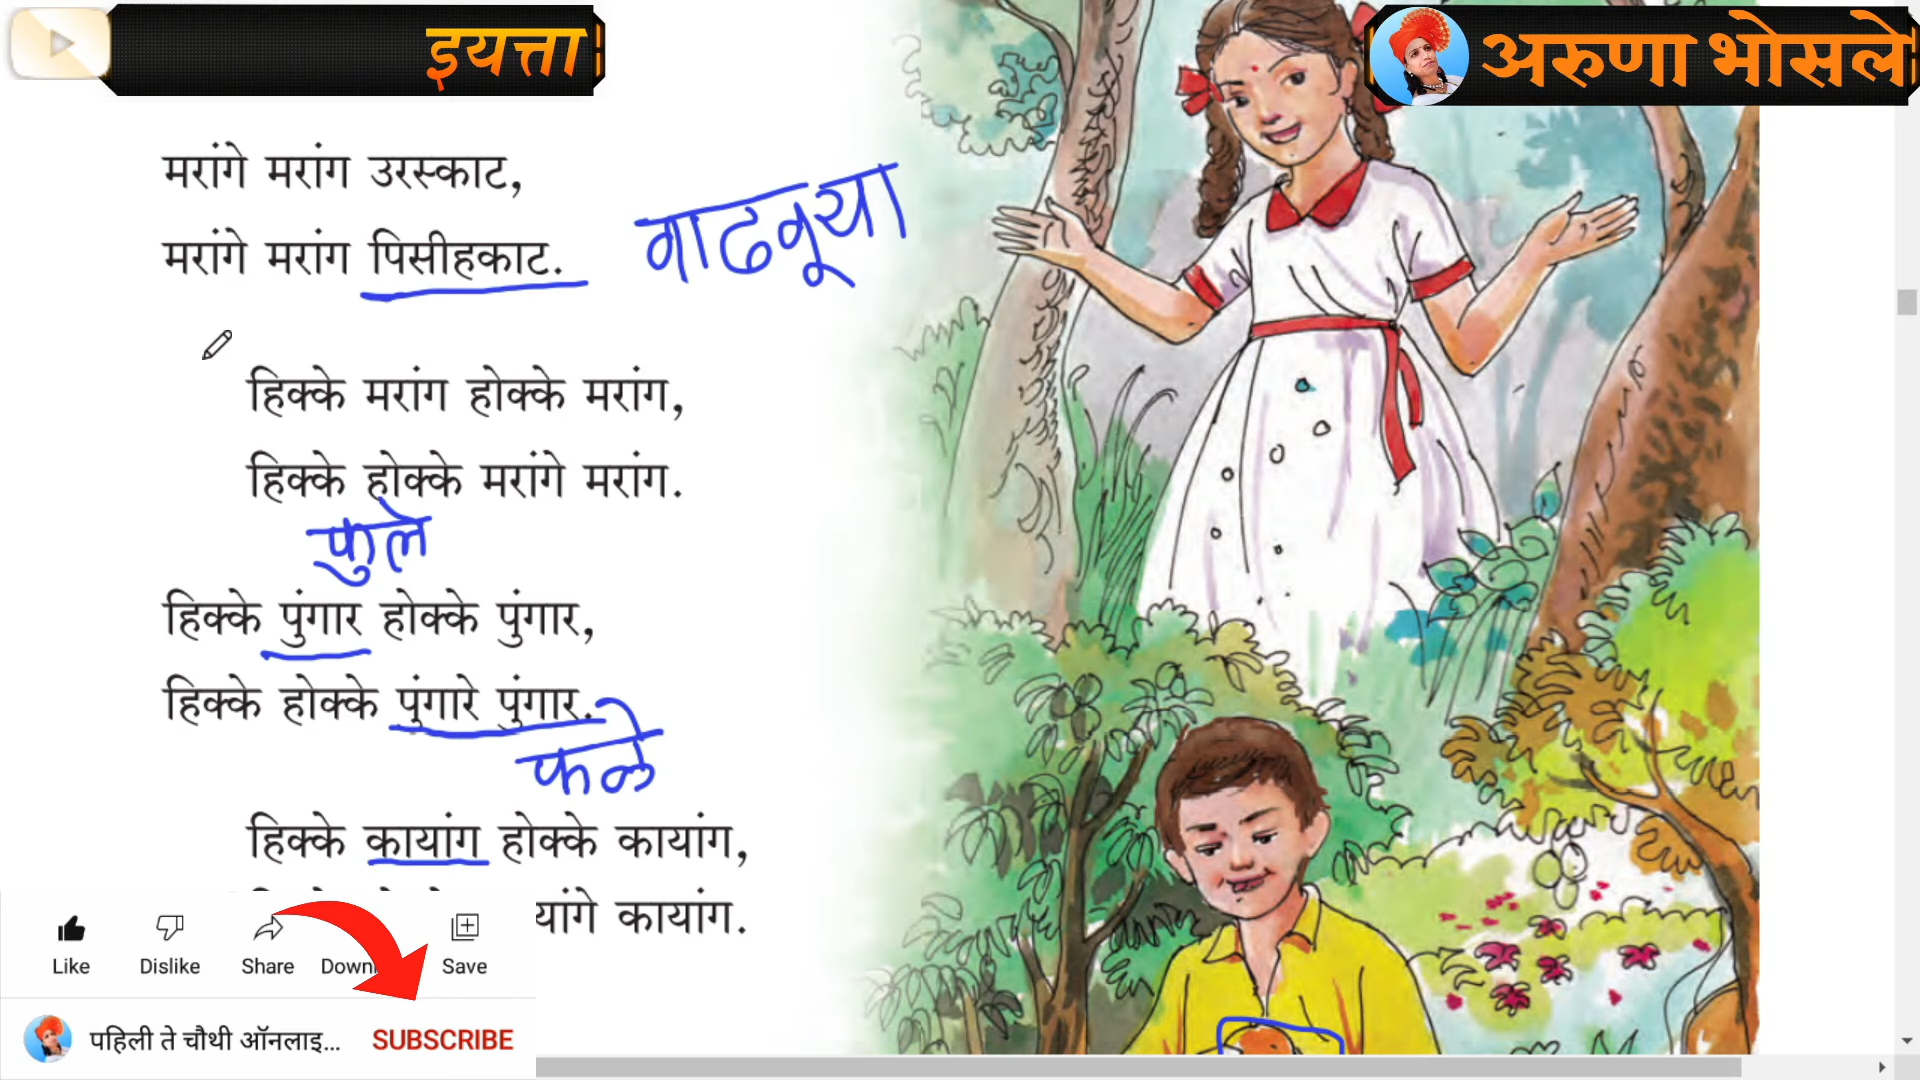 इयत्ता
अरुणा भोसले
मरांगे मरांग उरस्काट,
मरांगे मरांग पिसीहकाट.
वाढवूया
हिक्के मरांग होक्के मरांग,
हिक्के होक्के मरांगे मरांग.
फुले
हिक्के पुंगार होक्के पुंगार,
हिक्के होक्के पुंगारे पुंगार.
फळे
हिक्के कायांग होक्के कायांग,
यांगे कायांग.
Like Dislike Share Down Save
पहिली ते चौथी ऑनलाइ... SUBSCRIBE